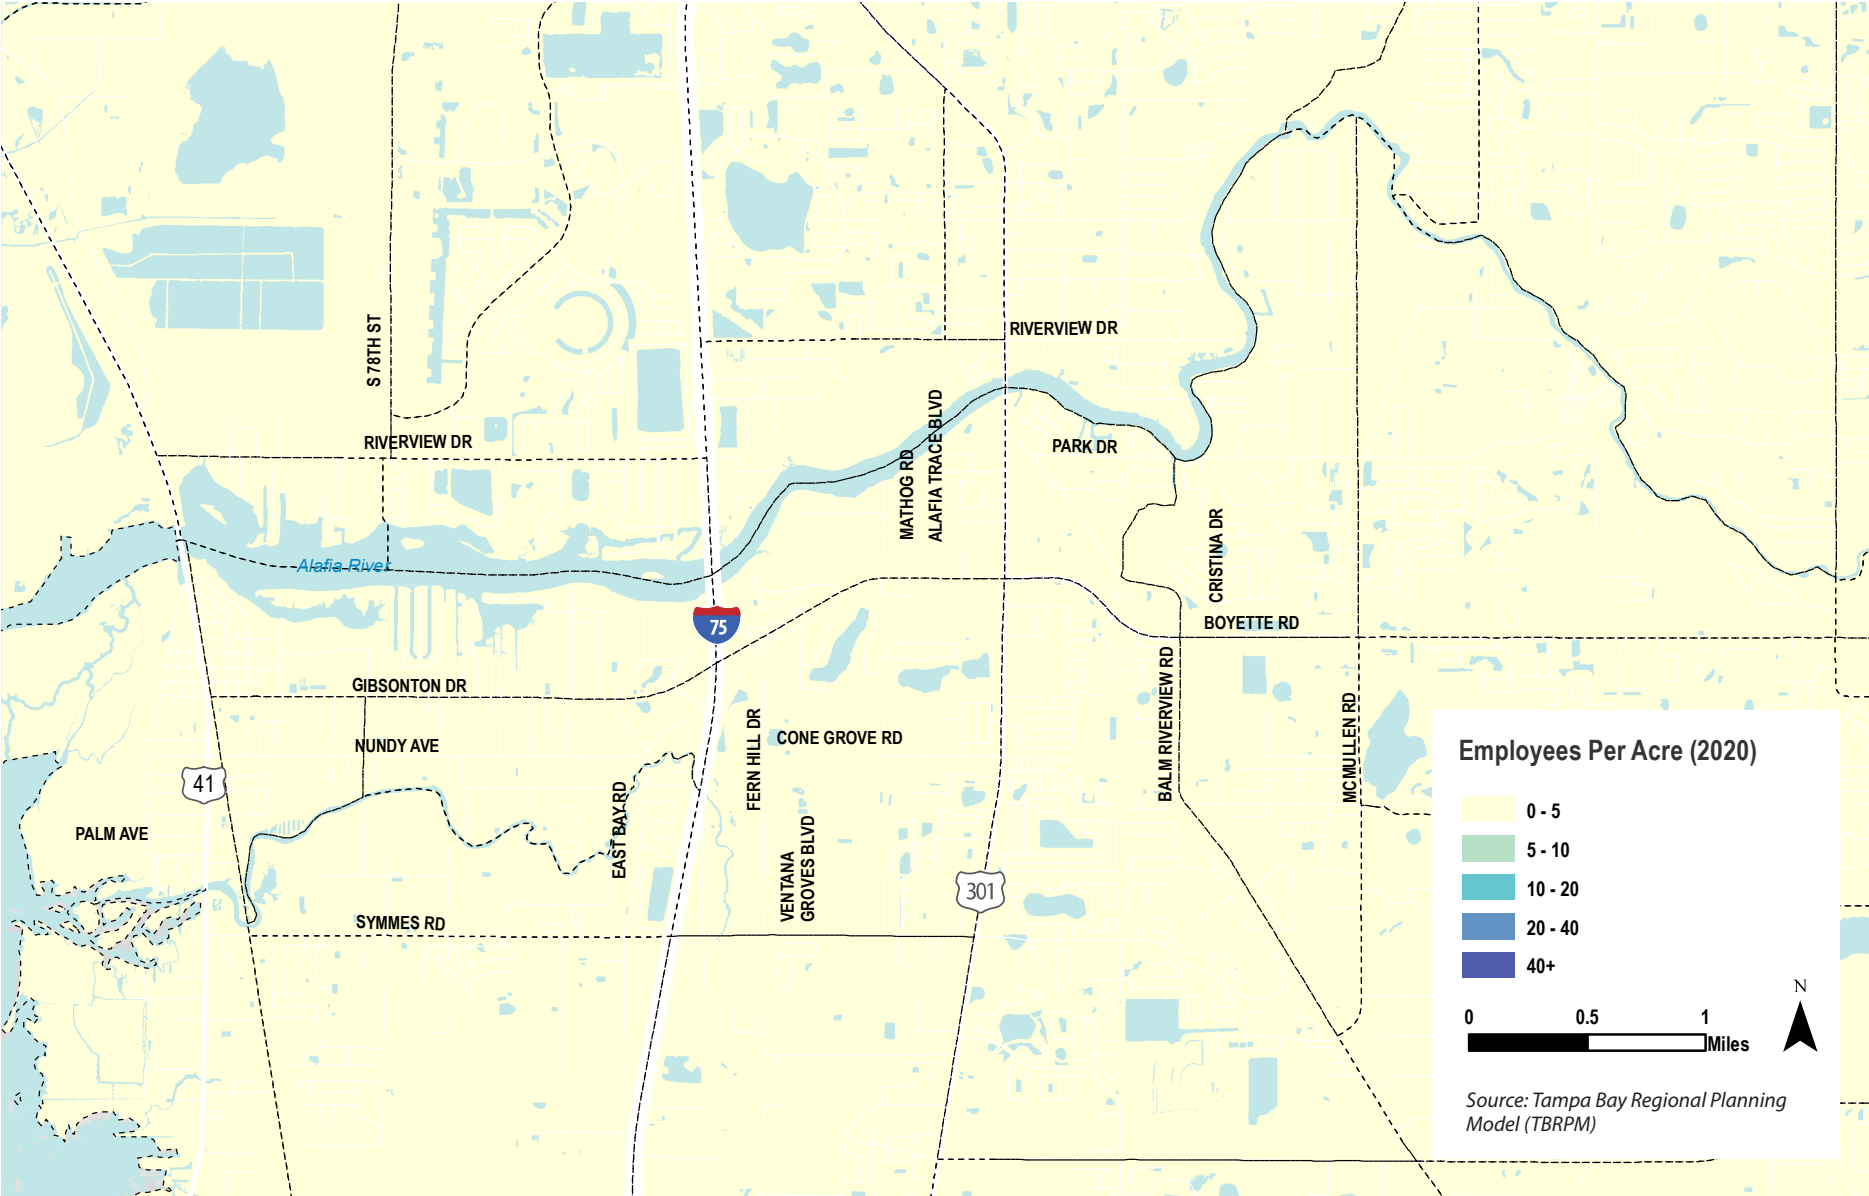 RIVERVIEW DR
S 78TH ST
RIVERVIEW DR
MATHOG RD
ALAFIA TRACE BLVD
PARK DR
Alafia River
CRISTINA DR
75
BOYETTE RD
GIBSONTON DR
NUNDY AVE
FERN HILL DR
CONE GROVE RD
BALM RIVERVIEW RD
MCMULLEN RD
41
PALM AVE
EAST BAY RD
VENTANA
GROVES BLVD
301
SYMMES RD
Employees Per Acre (2020)
0 - 5
5 - 10
10 - 20
20 - 40
40+
N
0 0.5 1
Miles
Source: Tampa Bay Regional Planning
Model (TBRPM)